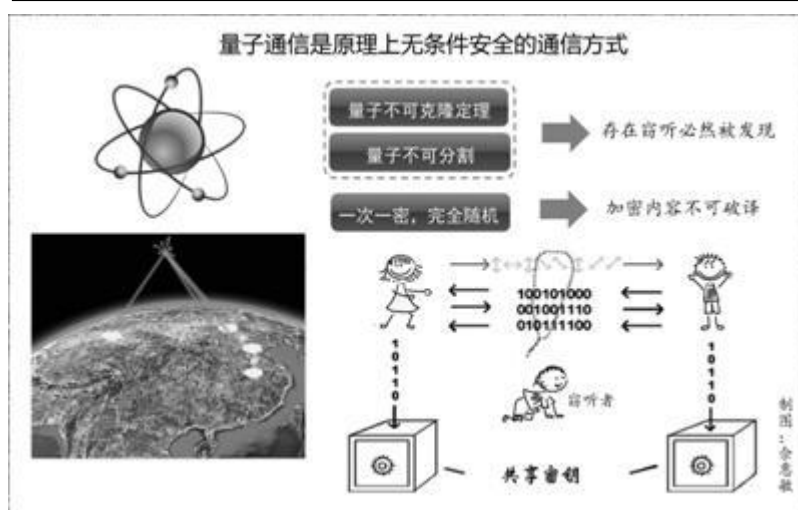 量子通信是原理上无条件安全的通信方式
量子不可克隆定理
量子不可分割
存在窃听必然被发现
一次一密，完全随机
加密内容不可破译
100101000
001001110
010111100
1
0
1
1
0
1
0
1
1
0
窃听者
共享密钥
制图：余惠敏